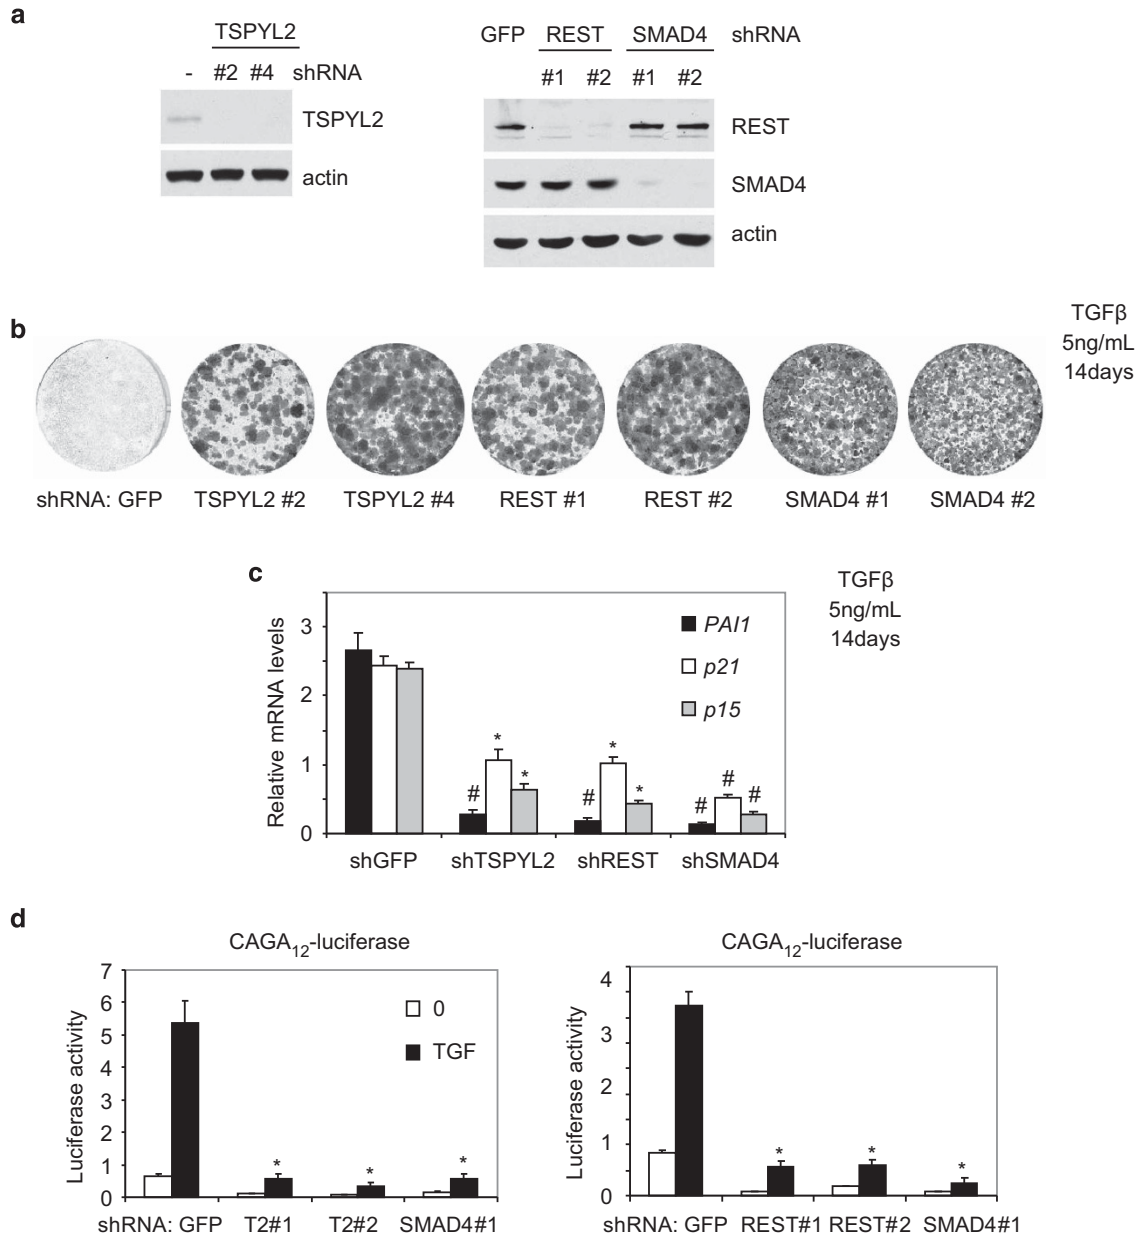 a
TSPYL2
- #2 #4 shRNA
TSPYL2
actin
GFP REST SMAD4 shRNA
#1 #2 #1 #2
REST
SMAD4
actin
b
TGFβ
5ng/mL
14days
shRNA: GFP TSPYL2 #2 TSPYL2 #4 REST #1 REST #2 SMAD4 #1 SMAD4 #2
c
TGFβ
5ng/mL
14days
Relative mRNA levels
3
2
1
0
PAI1
p21
p15
# * *
# * *
# # #
shGFP shTSPYL2 shREST shSMAD4
d
CAGA12-luciferase
Luciferase activity
7
6
5
4
3
2
1
0
0
TGF
* * *
shRNA: GFP T2#1 T2#2 SMAD4#1
CAGA12-luciferase
Luciferase activity
4
3
2
1
0
* * *
shRNA: GFP REST#1 REST#2 SMAD4#1